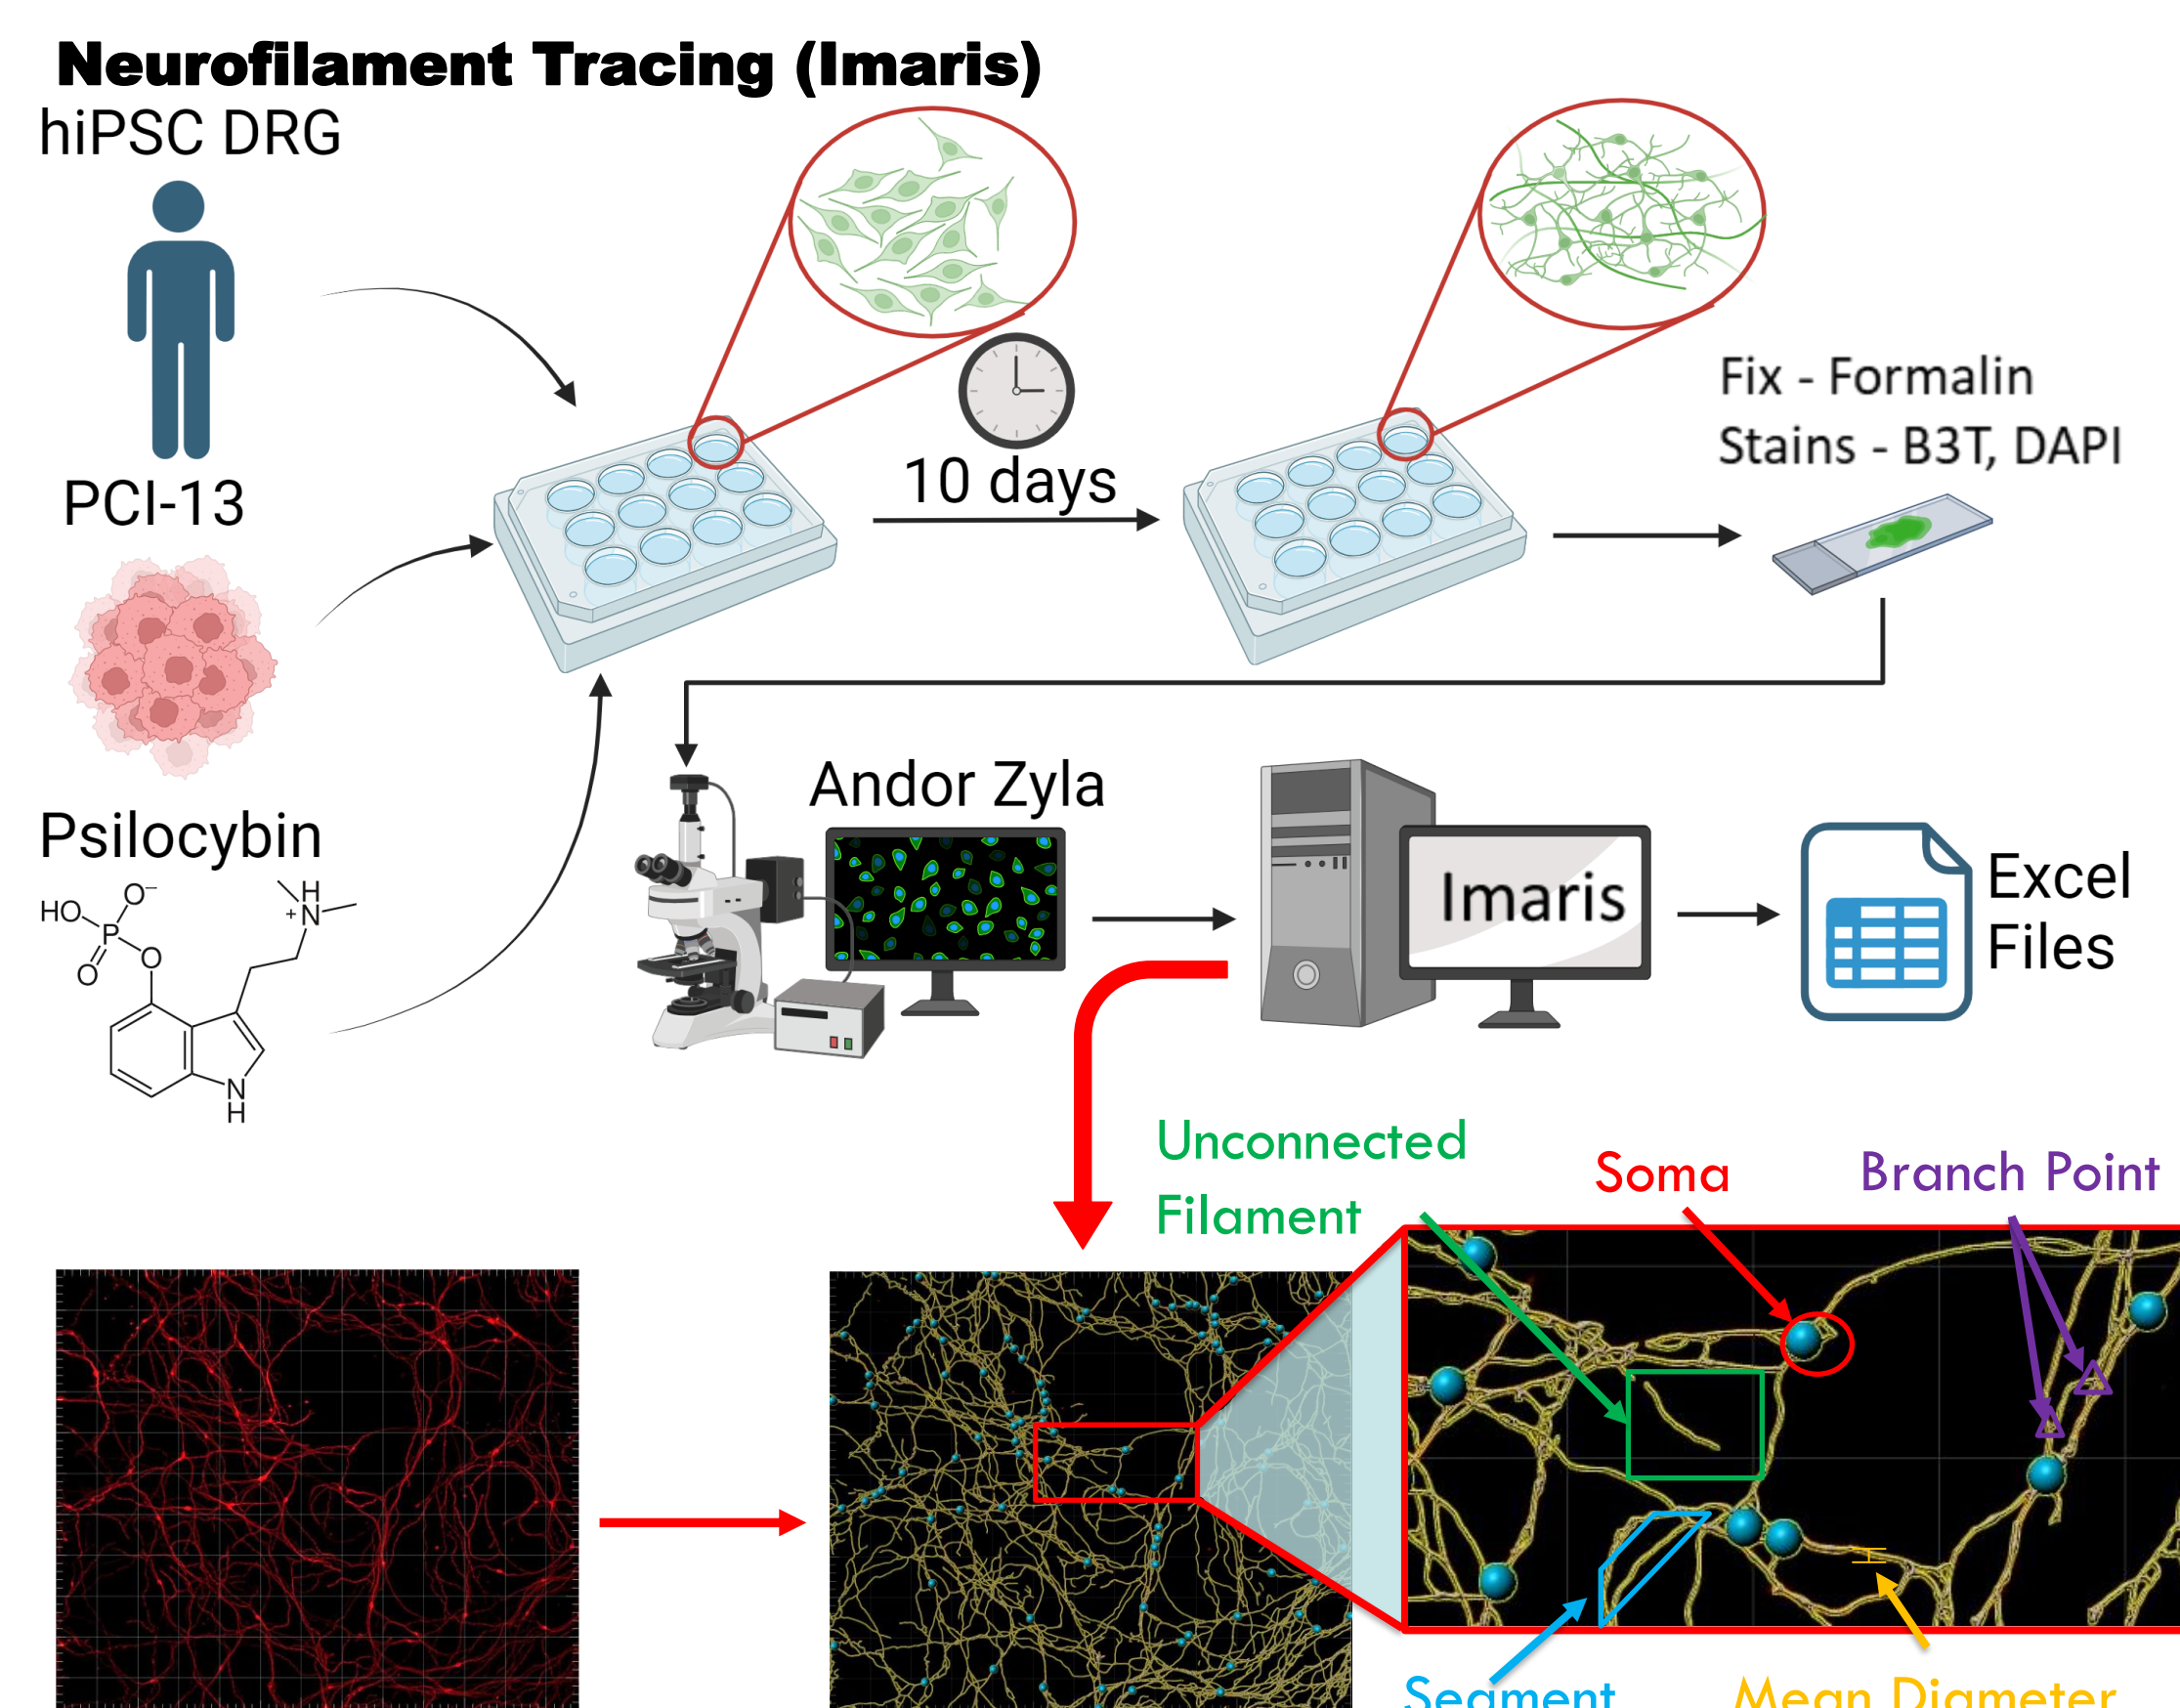 Neurofilament Tracing (Imaris)
hiPSC DRG
PCI-13
Psilocybin
HO
P
O
O⁻
O
H
+N
N
H
10 days
Fix - Formalin
Stains - B3T, DAPI
Andor Zyla
Imaris
Excel
Files
Unconnected
Filament
Soma
Branch Point
Segment
Mean Diameter